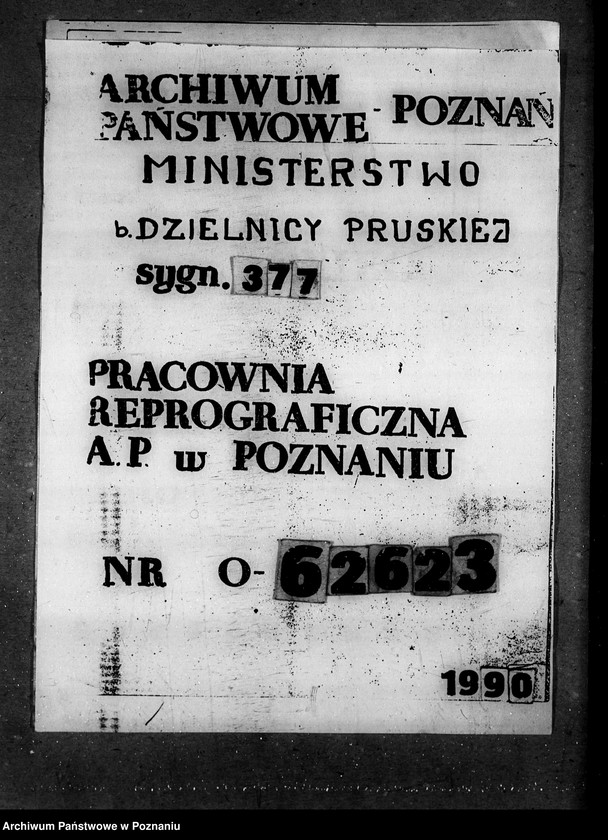 ARCHIWUM
PAŃSTWOWE - POZNAŃ
MINISTERSTWO
b. DZIELNICY PRUSKIEJ
sygn. 377
PRACOWNIA
REPROGRAFICZNA
A.P. w POZNANIU
NR O-62623
1990
Archiwum Państwowe w Poznaniu